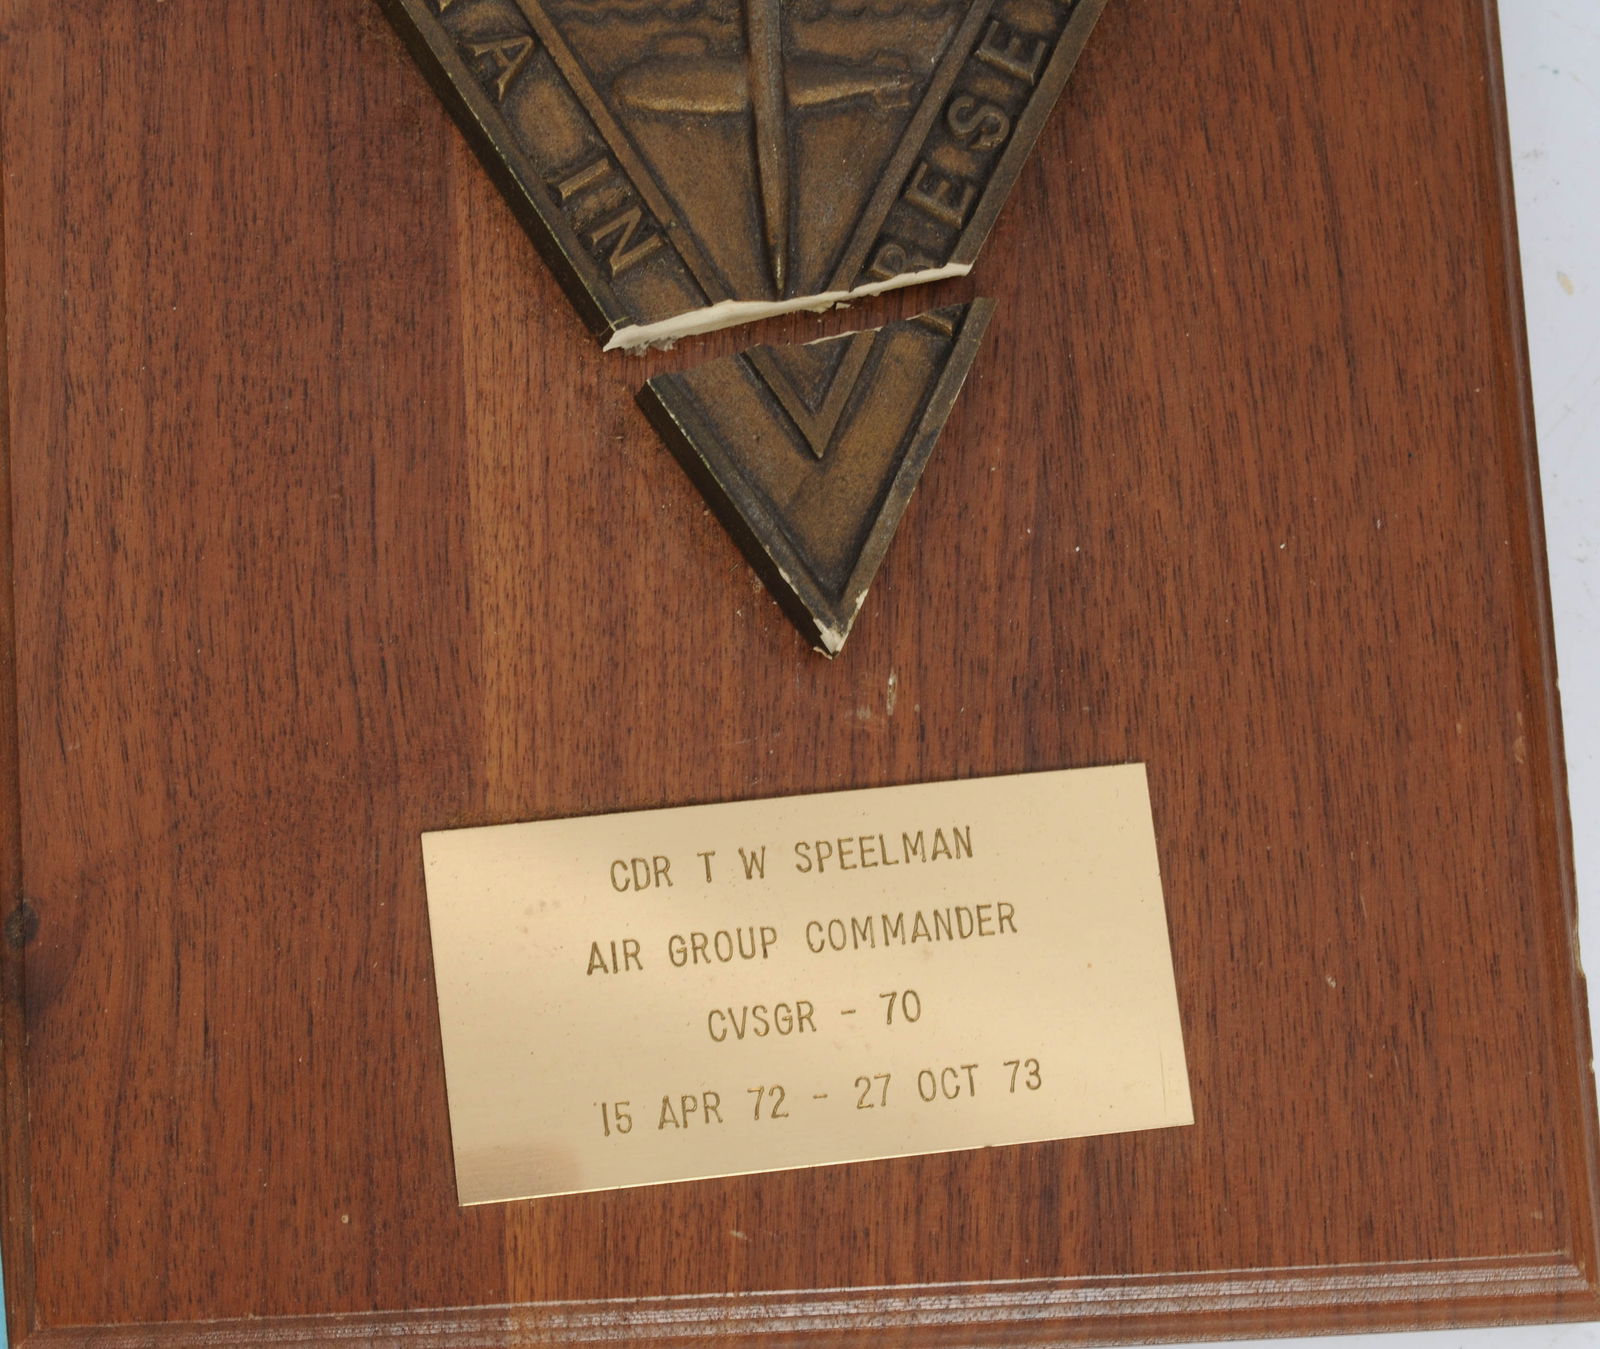 IN
RESE
CDR T W SPEELMAN
AIR GROUP COMMANDER
CVSGR - 70
15 APR 72 - 27 OCT 73